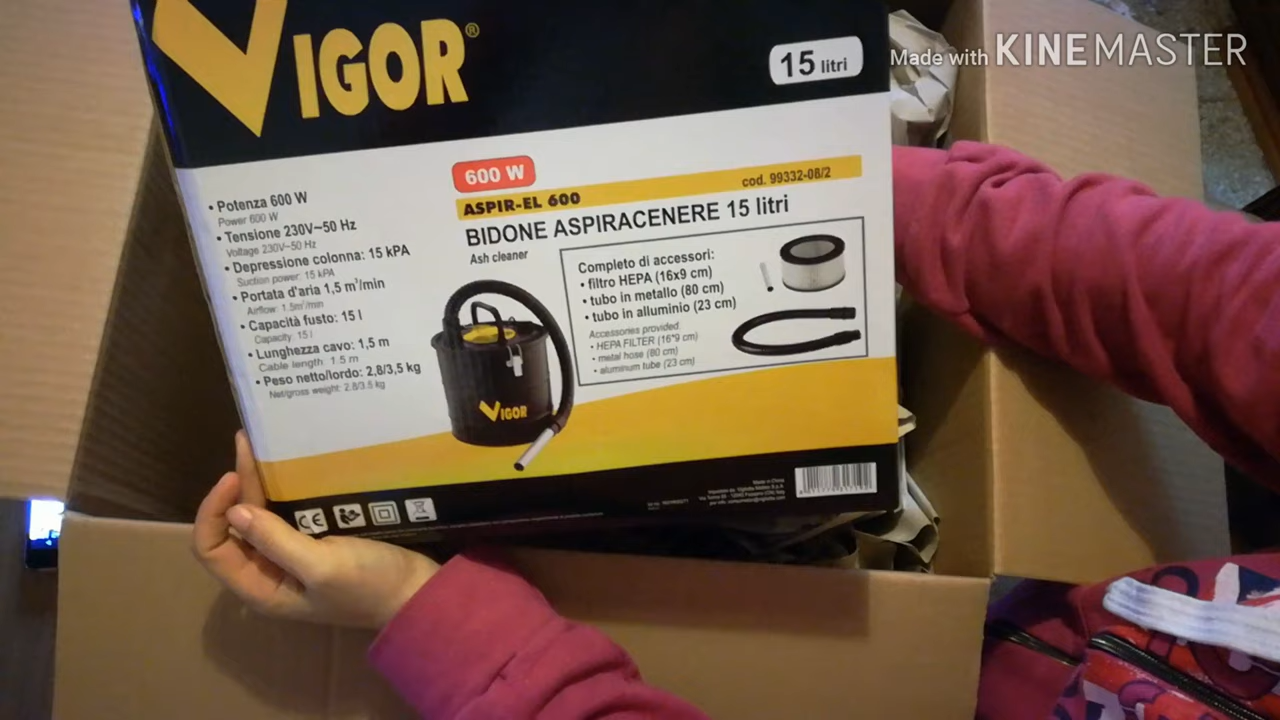 VIGOR®
15 litri
Made with KINEMASTER
600 W
ASPIR-EL 600
cod. 99332-08/2
BIDONE ASPIRACENERE 15 litri
Ash cleaner
• Potenza 600 W
Power 600 W
• Tensione 230V~50 Hz
Voltage 230V~50 Hz
• Depressione colonna: 15 kPA
Suction power: 15 kPA
• Portata d'aria 1,5 m³/min
Airflow: 1.5m³/min
• Capacità fusto: 15 l
Capacity: 15 l
• Lunghezza cavo: 1,5 m
Cable length: 1.5 m
• Peso netto/lordo: 2,8/3,5 kg
Net/gross weight: 2.8/3.5 kg
Completo di accessori:
• filtro HEPA (16x9 cm)
• tubo in metallo (80 cm)
• tubo in alluminio (23 cm)
Accessories provided:
• HEPA FILTER (16*9 cm)
• metal hose (80 cm)
• aluminum tube (23 cm)
VIGOR
CE
Made in China